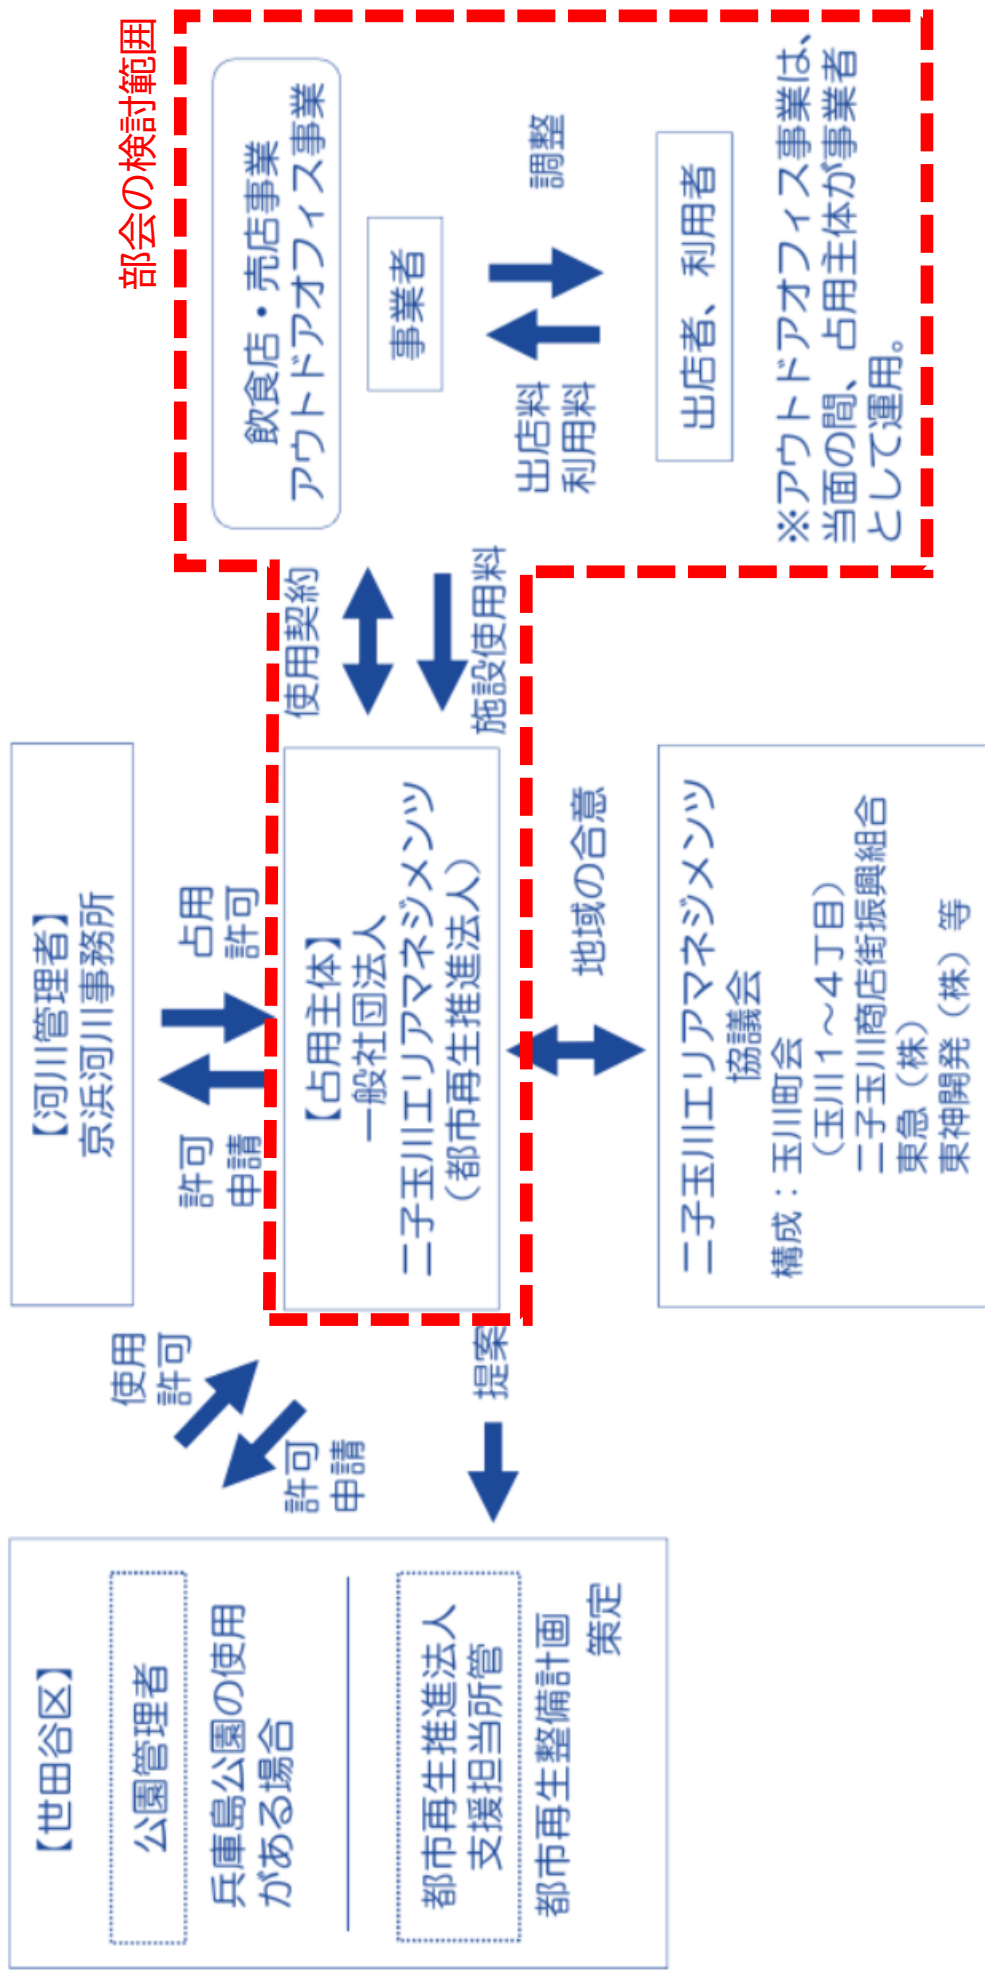 部会の検討範囲
【世田谷区】
公園管理者
兵庫島公園の使用
がある場合
都市再生推進法人
支援担当所管
都市再生整備計画
策定
使用
許可
許可
申請
提案
【河川管理者】
京浜河川事務所
許可
申請
占用
許可
【占用主体】
一般社団法人
二子玉川エリアマネジメンツ
（都市再生推進法人）
地域の合意
二子玉川エリアマネジメンツ
協議会
構成：玉川町会
（玉川１～４丁目）
二子玉川商店街振興組合
東急（株）
東神開発（株）等
使用契約
施設使用料
飲食店・売店事業
アウトドアオフィス事業
事業者
出店料
利用料
調整
出店者、利用者
※アウトドアオフィス事業は、
当面の間、占用主体が事業者
として運用。